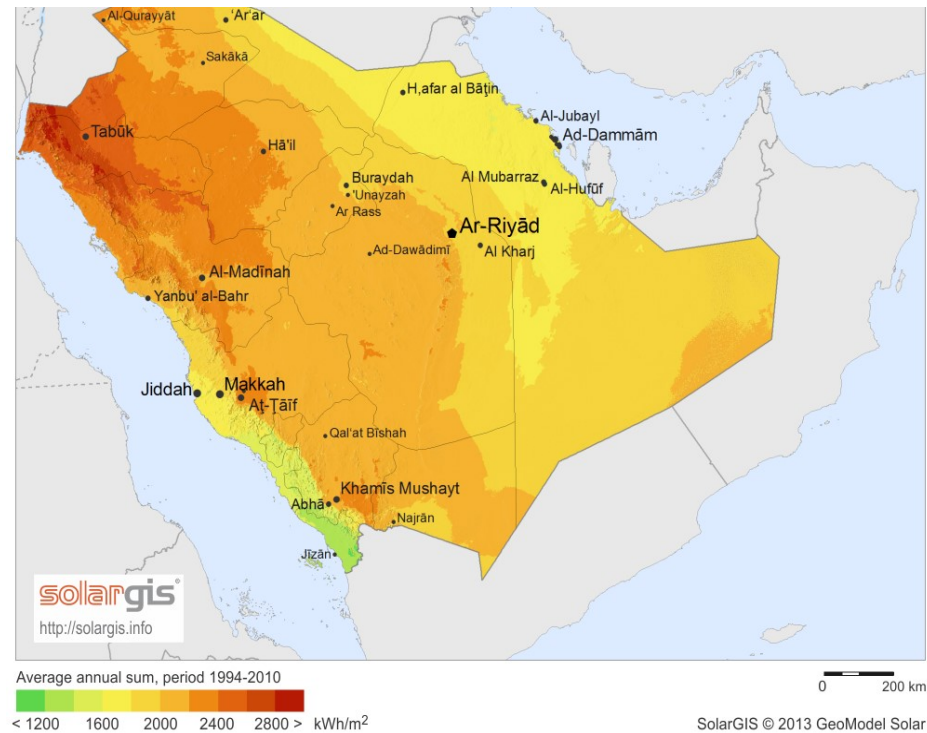 Al-Qurayyāt
'Ar'ar
Sakākā
H,afar al Bāţin
Al-Jubayl
Ad-Dammām
Tabūk
Hā'il
Buraydah
'Unayzah
Ar Rass
Al Mubarraz
Al-Hufūf
Ar-Riyād
Al Kharj
Ad-Dawādimī
Al-Madīnah
Yanbu' al-Bahr
Jiddah
Makkah
Aţ-Ţāīf
Qal'at Bīshah
Khamīs Mushayt
Abhā
Najrān
Jīzān
solargis
http://solargis.info
Average annual sum, period 1994-2010
< 1200 1600 2000 2400 2800 > kWh/m²
0 200 km
SolarGIS © 2013 GeoModel Solar